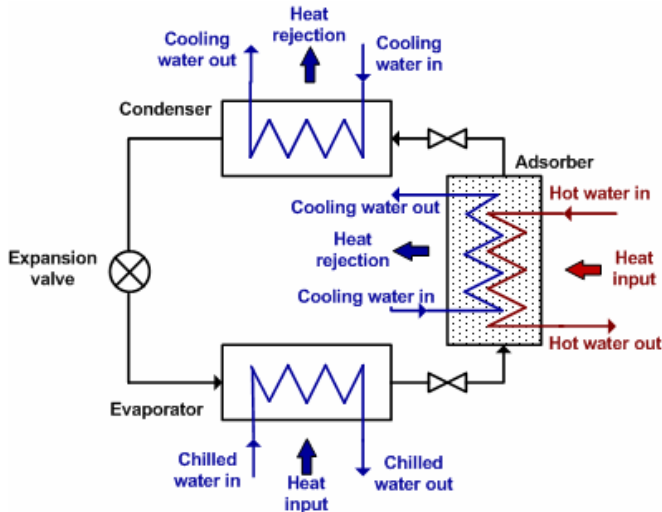 Heat
rejection
Cooling
water out
Cooling
water in
Condenser
Adsorber
Cooling water out
Hot water in
Expansion
valve
Heat
rejection
Heat
input
Cooling water in
Hot water out
Evaporator
Chilled
water in
Heat
input
Chilled
water out